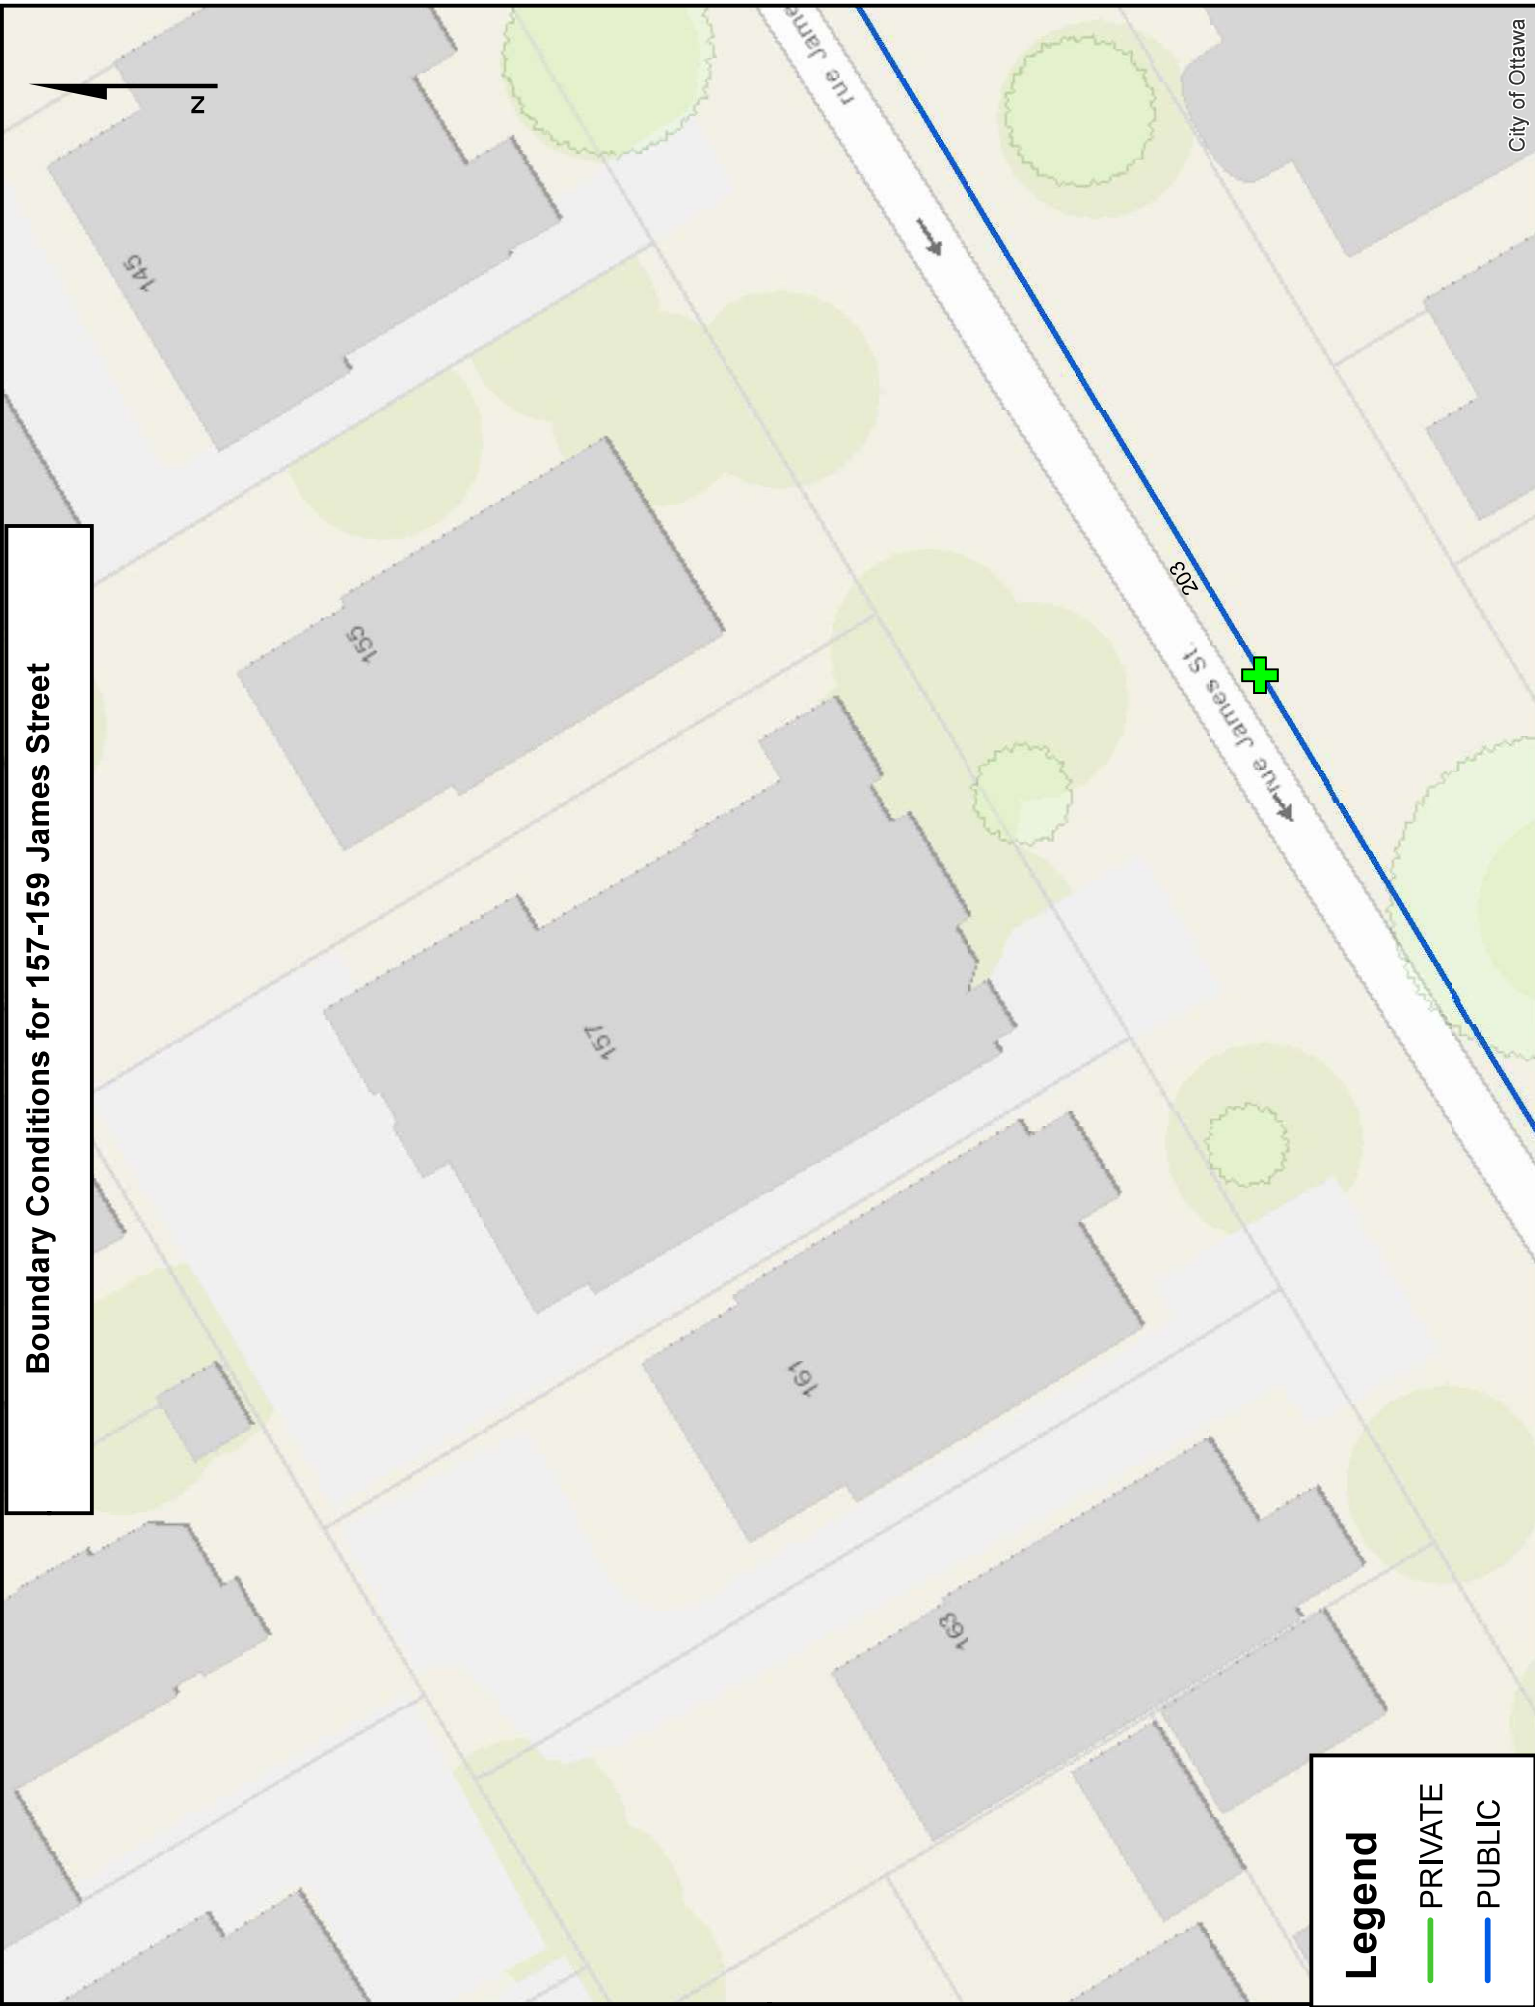 Boundary Conditions for 157-159 James Street
N
145
155
157
161
163
rue Jame
203
rue James St.
Legend
PRIVATE
PUBLIC
City of Ottawa